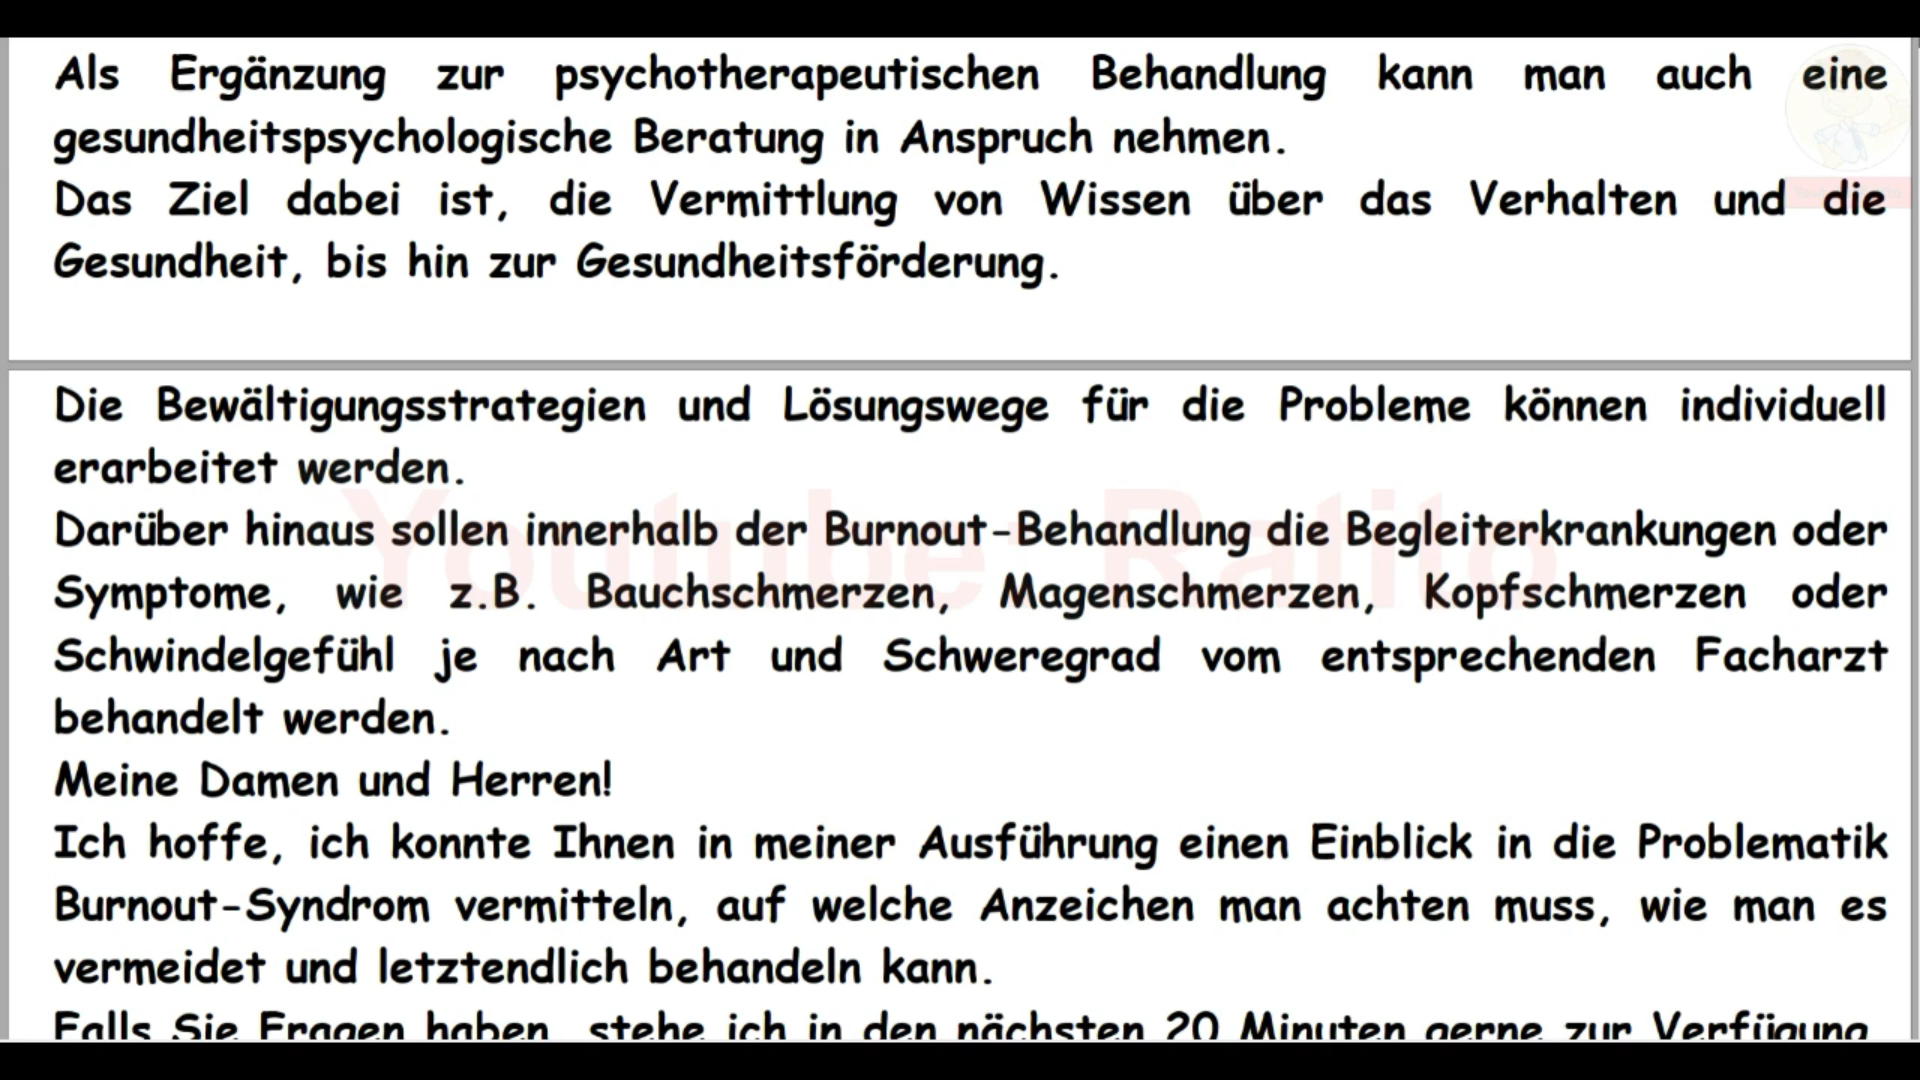 Als Ergänzung zur psychotherapeutischen Behandlung kann man auch eine
gesundheitspsychologische Beratung in Anspruch nehmen.
Das Ziel dabei ist, die Vermittlung von Wissen über das Verhalten und die
Gesundheit, bis hin zur Gesundheitsförderung.
Die Bewältigungsstrategien und Lösungswege für die Probleme können individuell
erarbeitet werden.
Darüber hinaus sollen innerhalb der Burnout-Behandlung die Begleiterkrankungen oder
Symptome, wie z.B. Bauchschmerzen, Magenschmerzen, Kopfschmerzen oder
Schwindelgefühl je nach Art und Schweregrad vom entsprechenden Facharzt
behandelt werden.
Meine Damen und Herren!
Ich hoffe, ich konnte Ihnen in meiner Ausführung einen Einblick in die Problematik
Burnout-Syndrom vermitteln, auf welche Anzeichen man achten muss, wie man es
vermeidet und letztendlich behandeln kann.
Falls Sie Fragen haben stehe ich in den nächsten 20 Minuten gerne zur Verfügung